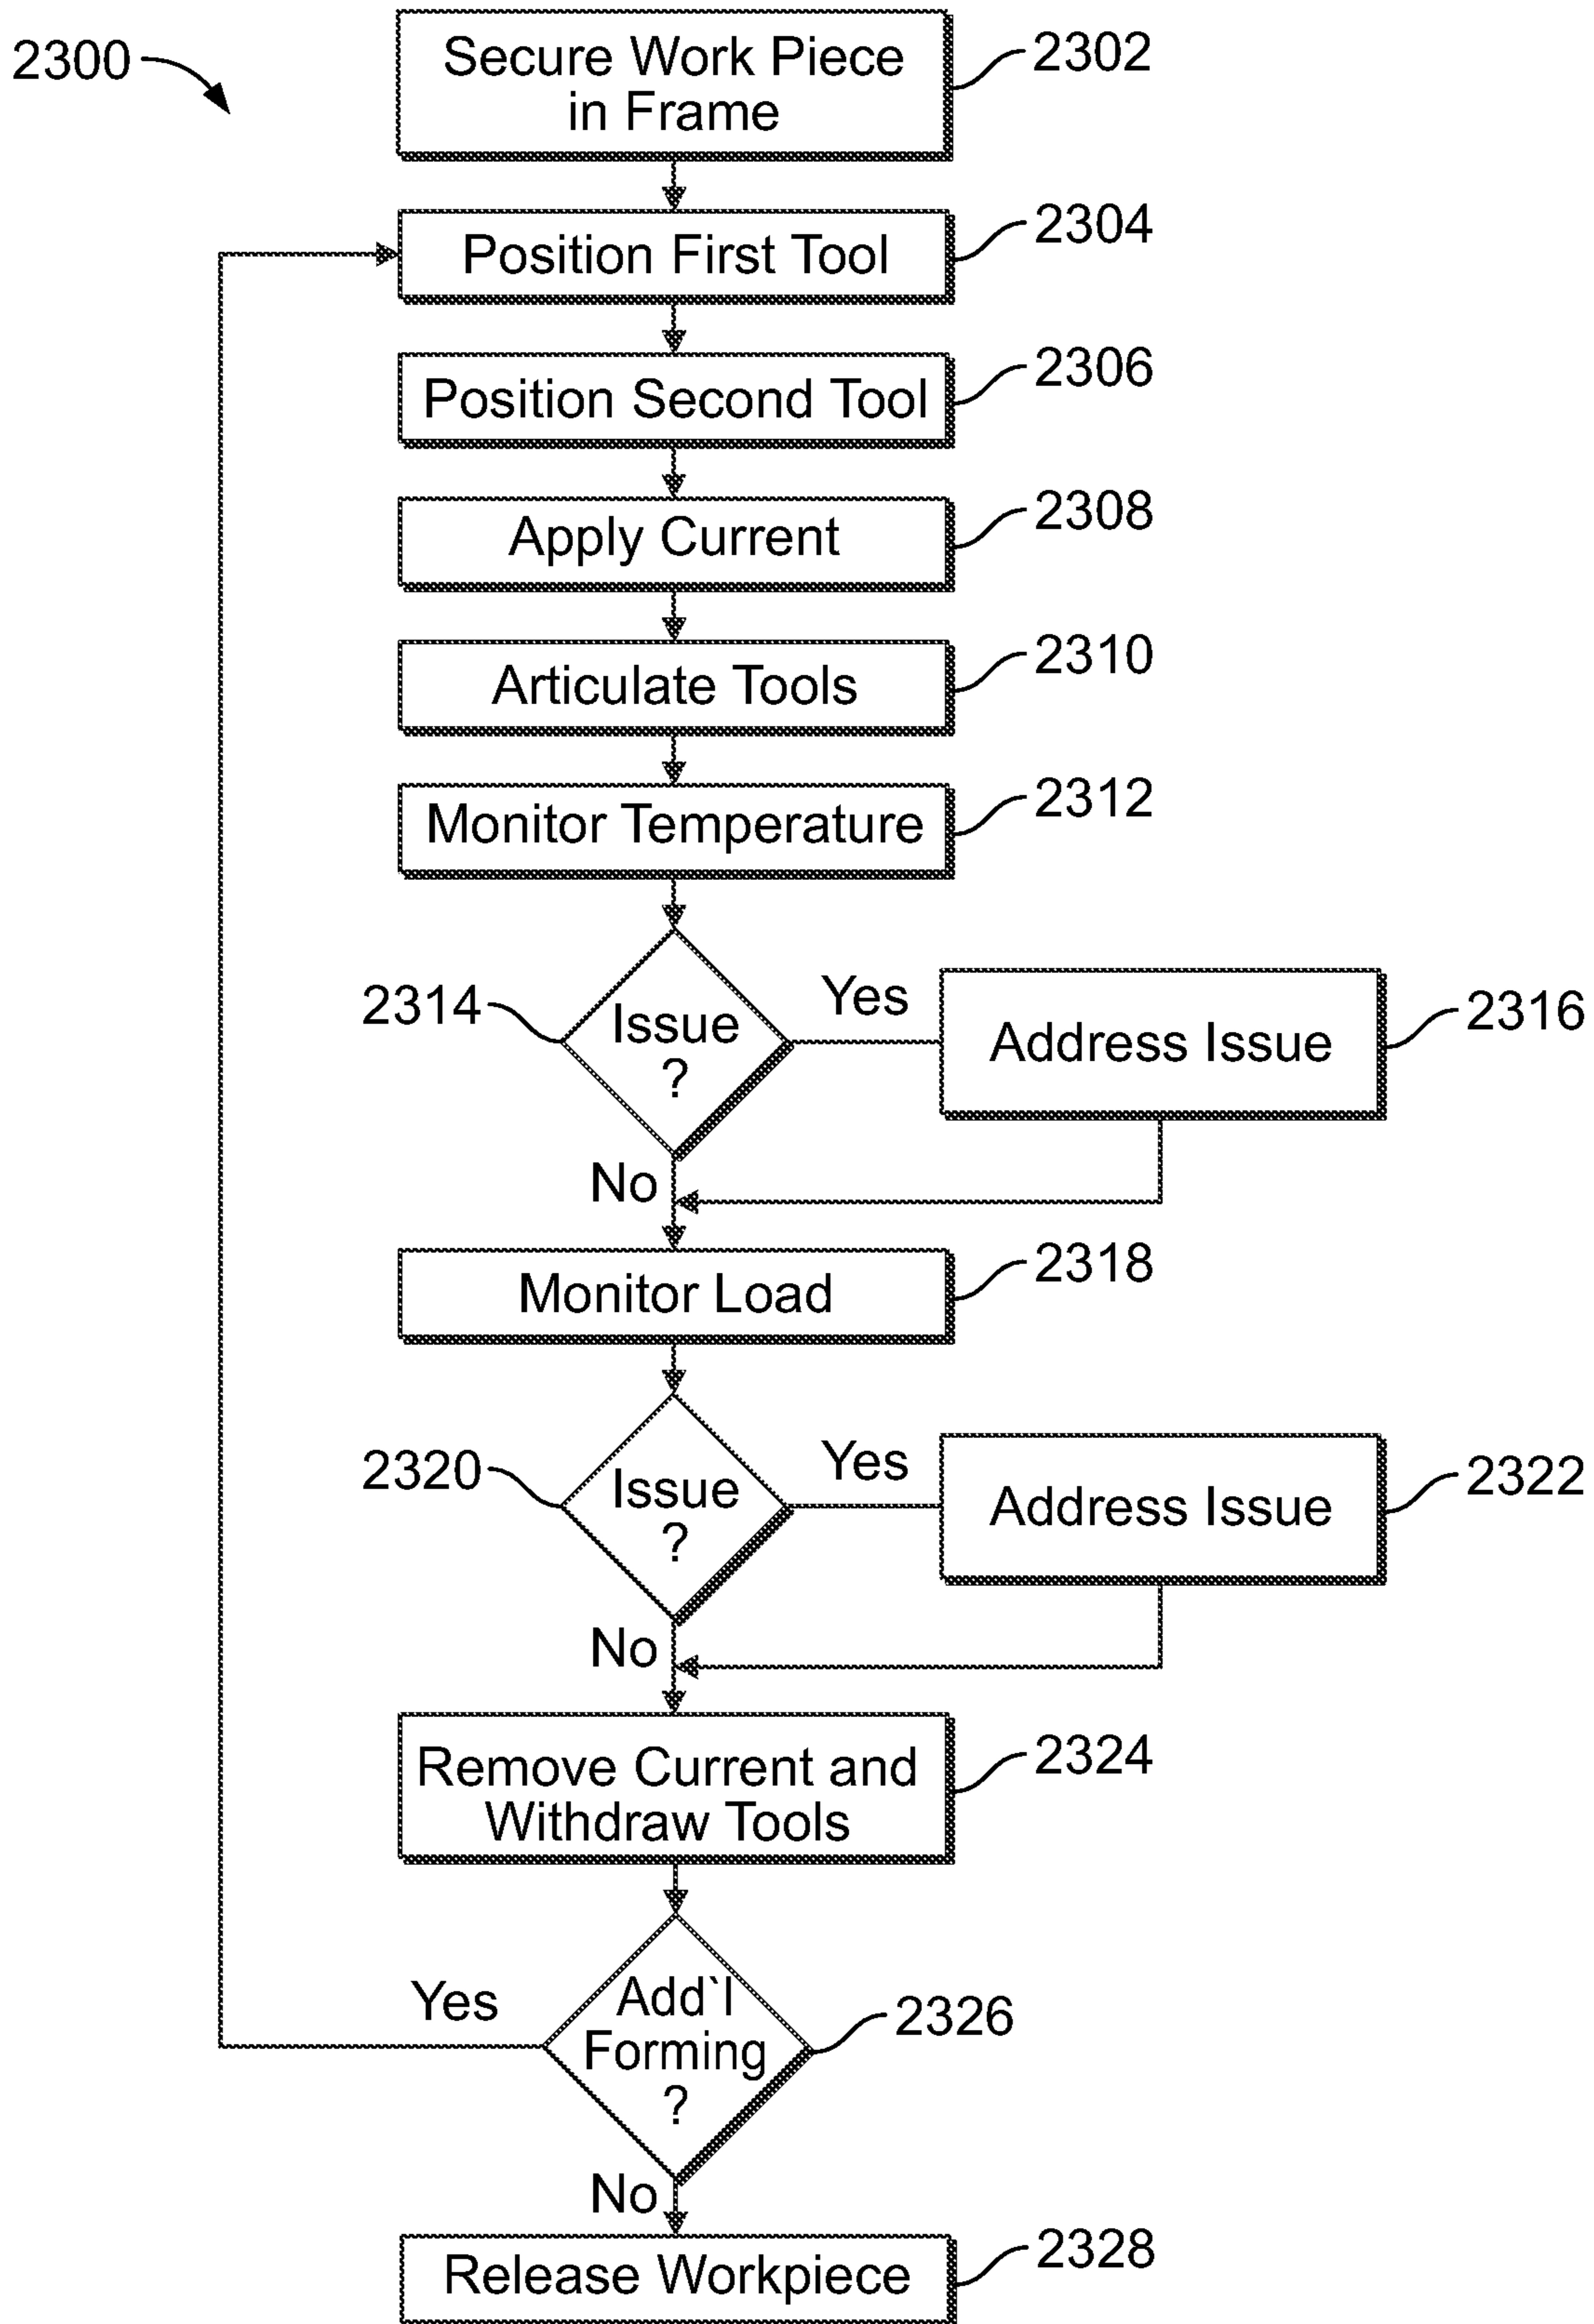 2300
Secure Work Piece
in Frame
2302
Position First Tool
2304
Position Second Tool
2306
Apply Current
2308
Articulate Tools
2310
Monitor Temperature
2312
2314
Issue
?
Yes
Address Issue
2316
No
Monitor Load
2318
2320
Issue
?
Yes
Address Issue
2322
No
Remove Current and
Withdraw Tools
2324
Yes
Add`l
Forming
?
2326
No
Release Workpiece
2328